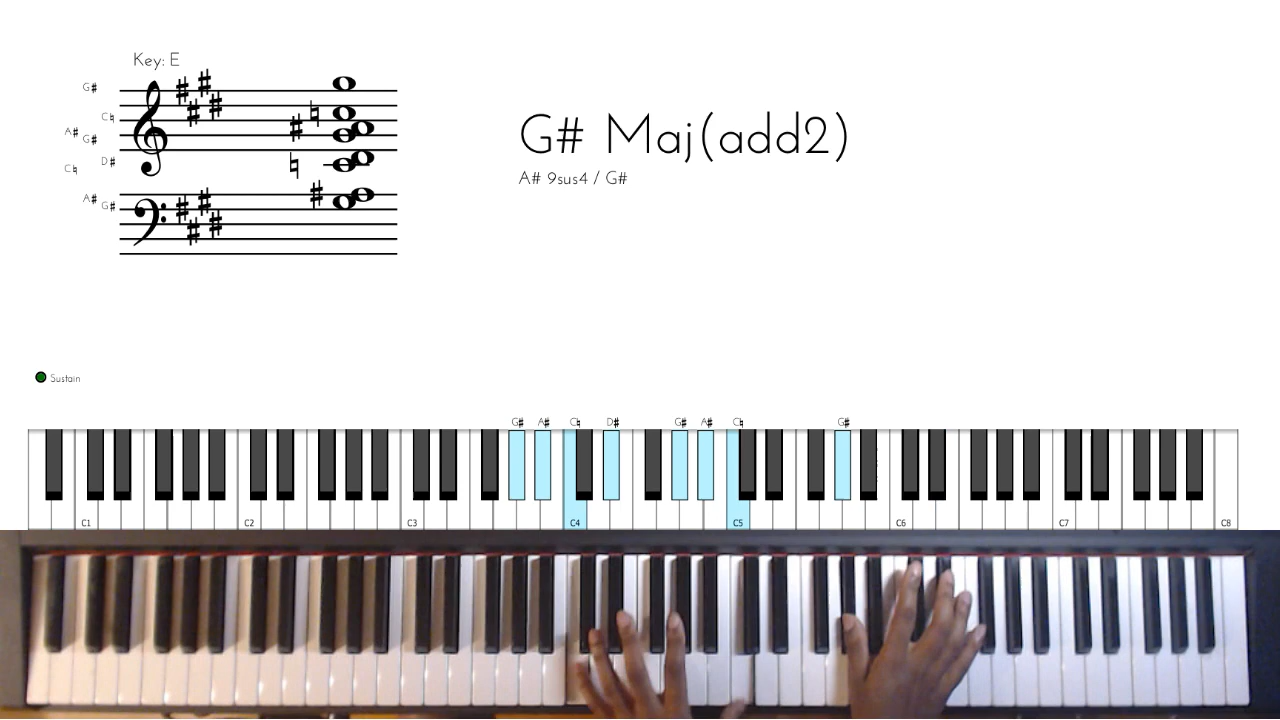 Key: E
G#
C♮
A#
G#
D#
C♮
A#
G#
G# Maj(add2)
A# 9sus4 / G#
Sustain
G# A# C♮ D# G# A# C♮ G#
C1 C2 C3 C4 C5 C6 C7 C8